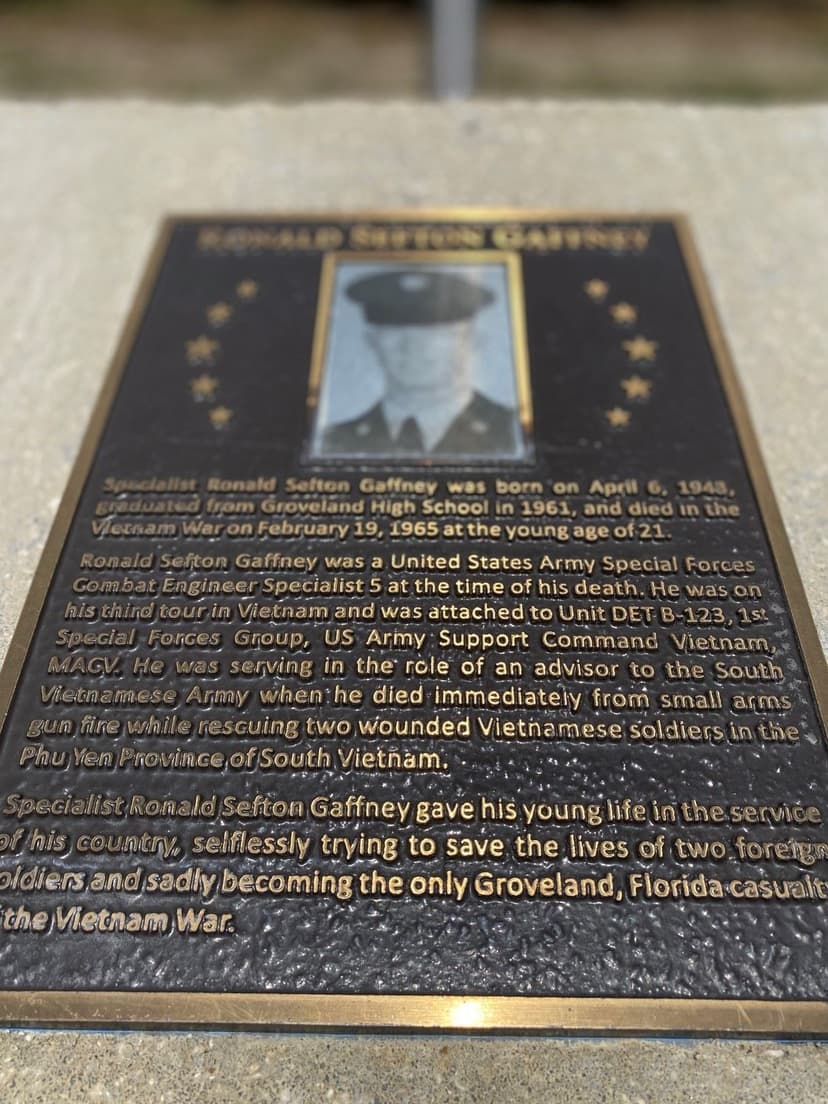 RONALD SEFTON GAFFNEY
Specialist Ronald Sefton Gaffney was born on April 6, 1943,
graduated from Groveland High School in 1961, and died in the
Vietnam War on February 19, 1965 at the young age of 21.
Ronald Sefton Gaffney was a United States Army Special Forces
Combat Engineer Specialist 5 at the time of his death. He was on
his third tour in Vietnam and was attached to Unit DET B-123, 1st
Special Forces Group, US Army Support Command Vietnam,
MACV. He was serving in the role of an advisor to the South
Vietnamese Army when he died immediately from small arms
gun fire while rescuing two wounded Vietnamese soldiers in the
Phu Yen Province of South Vietnam.
Specialist Ronald Sefton Gaffney gave his young life in the service
of his country, selflessly trying to save the lives of two foreign
oldiers and sadly becoming the only Groveland, Florida casualt
the Vietnam War.